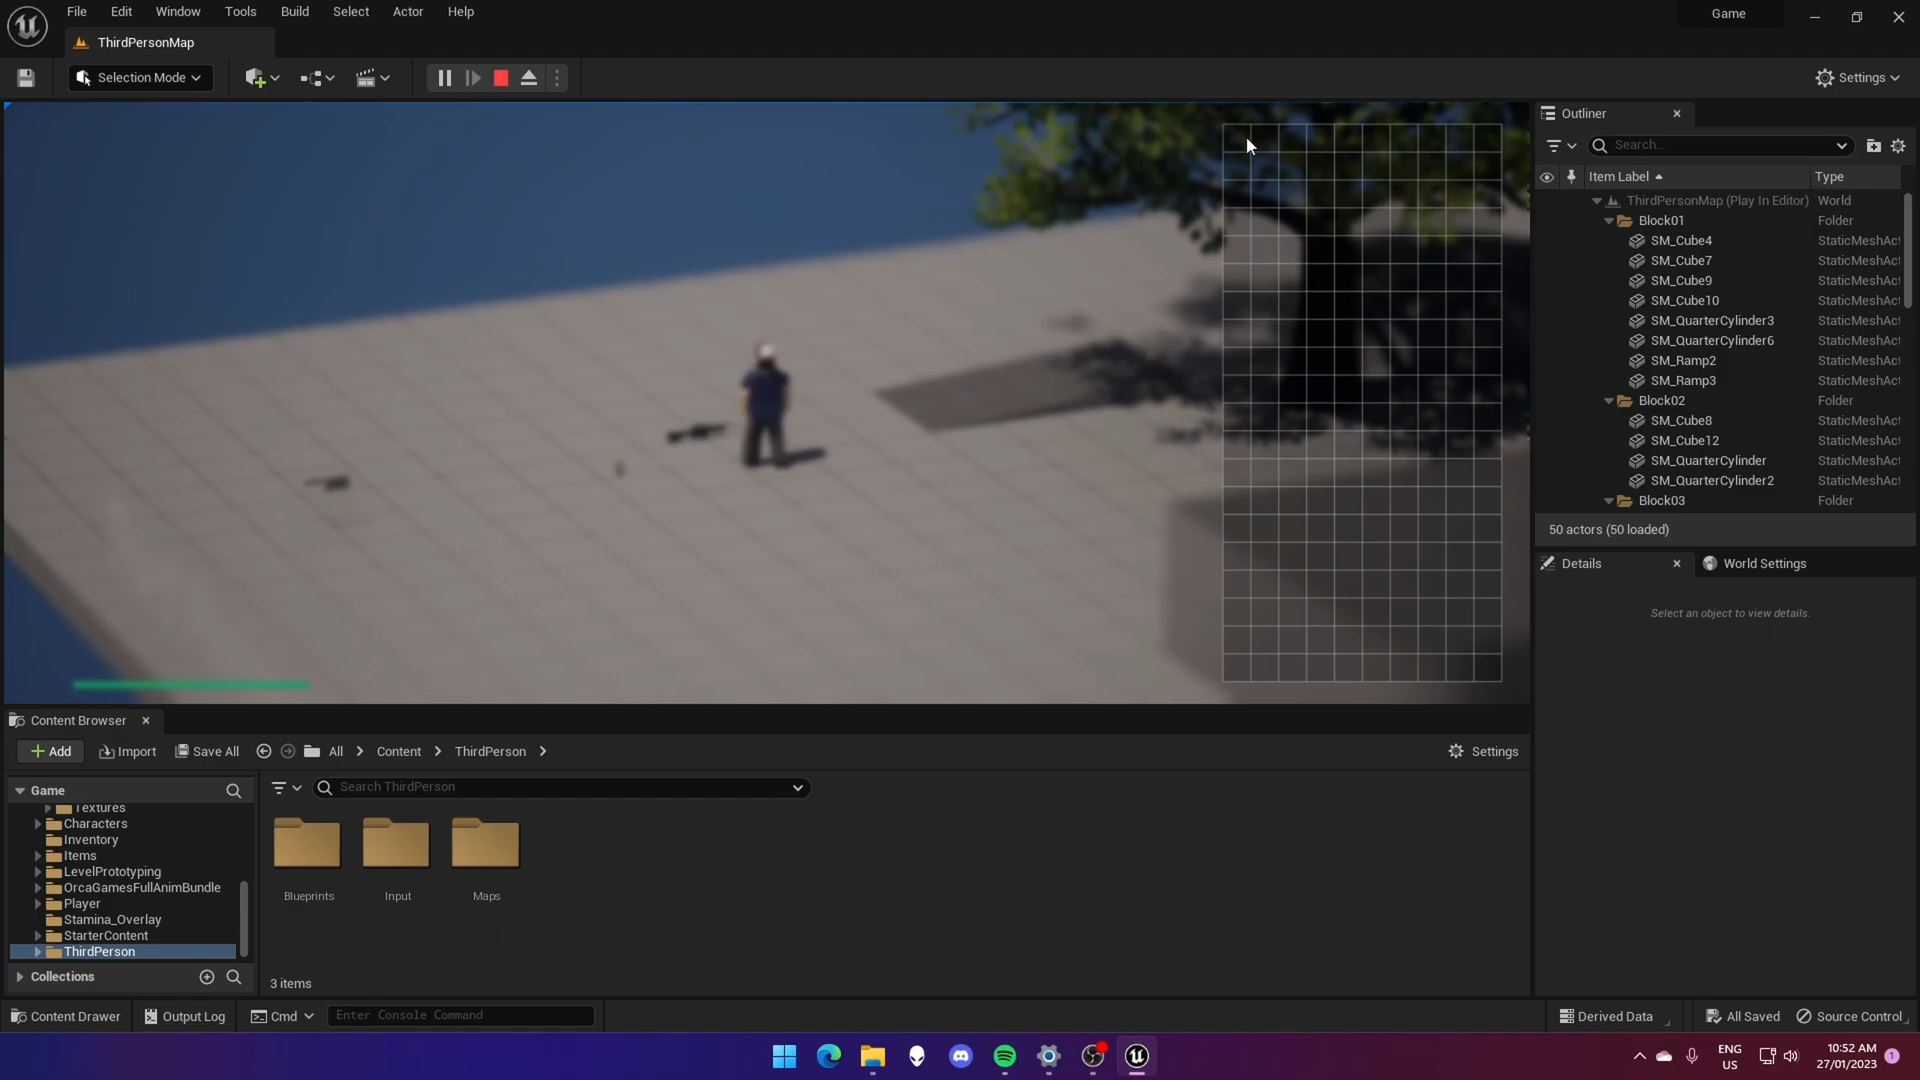 File Edit Window Tools Build Select Actor Help
Game
ThirdPersonMap
Selection Mode
Settings
Outliner
Search...
Item Label Type
ThirdPersonMap (Play In Editor) World
Block01 Folder
SM_Cube4 StaticMeshAct
SM_Cube7 StaticMeshAct
SM_Cube9 StaticMeshAct
SM_Cube10 StaticMeshAct
SM_QuarterCylinder3 StaticMeshAct
SM_QuarterCylinder6 StaticMeshAct
SM_Ramp2 StaticMeshAct
SM_Ramp3 StaticMeshAct
Block02 Folder
SM_Cube8 StaticMeshAct
SM_Cube12 StaticMeshAct
SM_QuarterCylinder StaticMeshAct
SM_QuarterCylinder2 StaticMeshAct
Block03 Folder
50 actors (50 loaded)
Details World Settings
Select an object to view details.
Content Browser
Add Import Save All All Content ThirdPerson Settings
Game
Search ThirdPerson
Textures
Characters
Inventory
Items
LevelPrototyping
OrcaGamesFullAnimBundle
Player
Stamina_Overlay
StarterContent
ThirdPerson
Collections
Blueprints Input Maps
3 items
Content Drawer Output Log Cmd Enter Console Command Derived Data All Saved Source Control
ENG
US
10:52 AM
27/01/2023
1